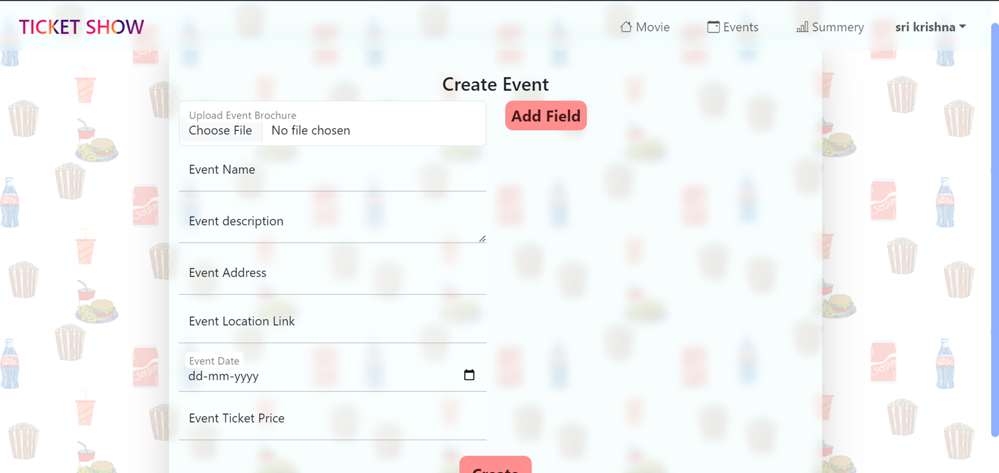 TICKET SHOW
Movie
Events
Summery
sri krishna
Create Event
Upload Event Brochure
Choose File No file chosen
Add Field
Event Name
Event description
Event Address
Event Location Link
Event Date
dd-mm-yyyy
Event Ticket Price
Create